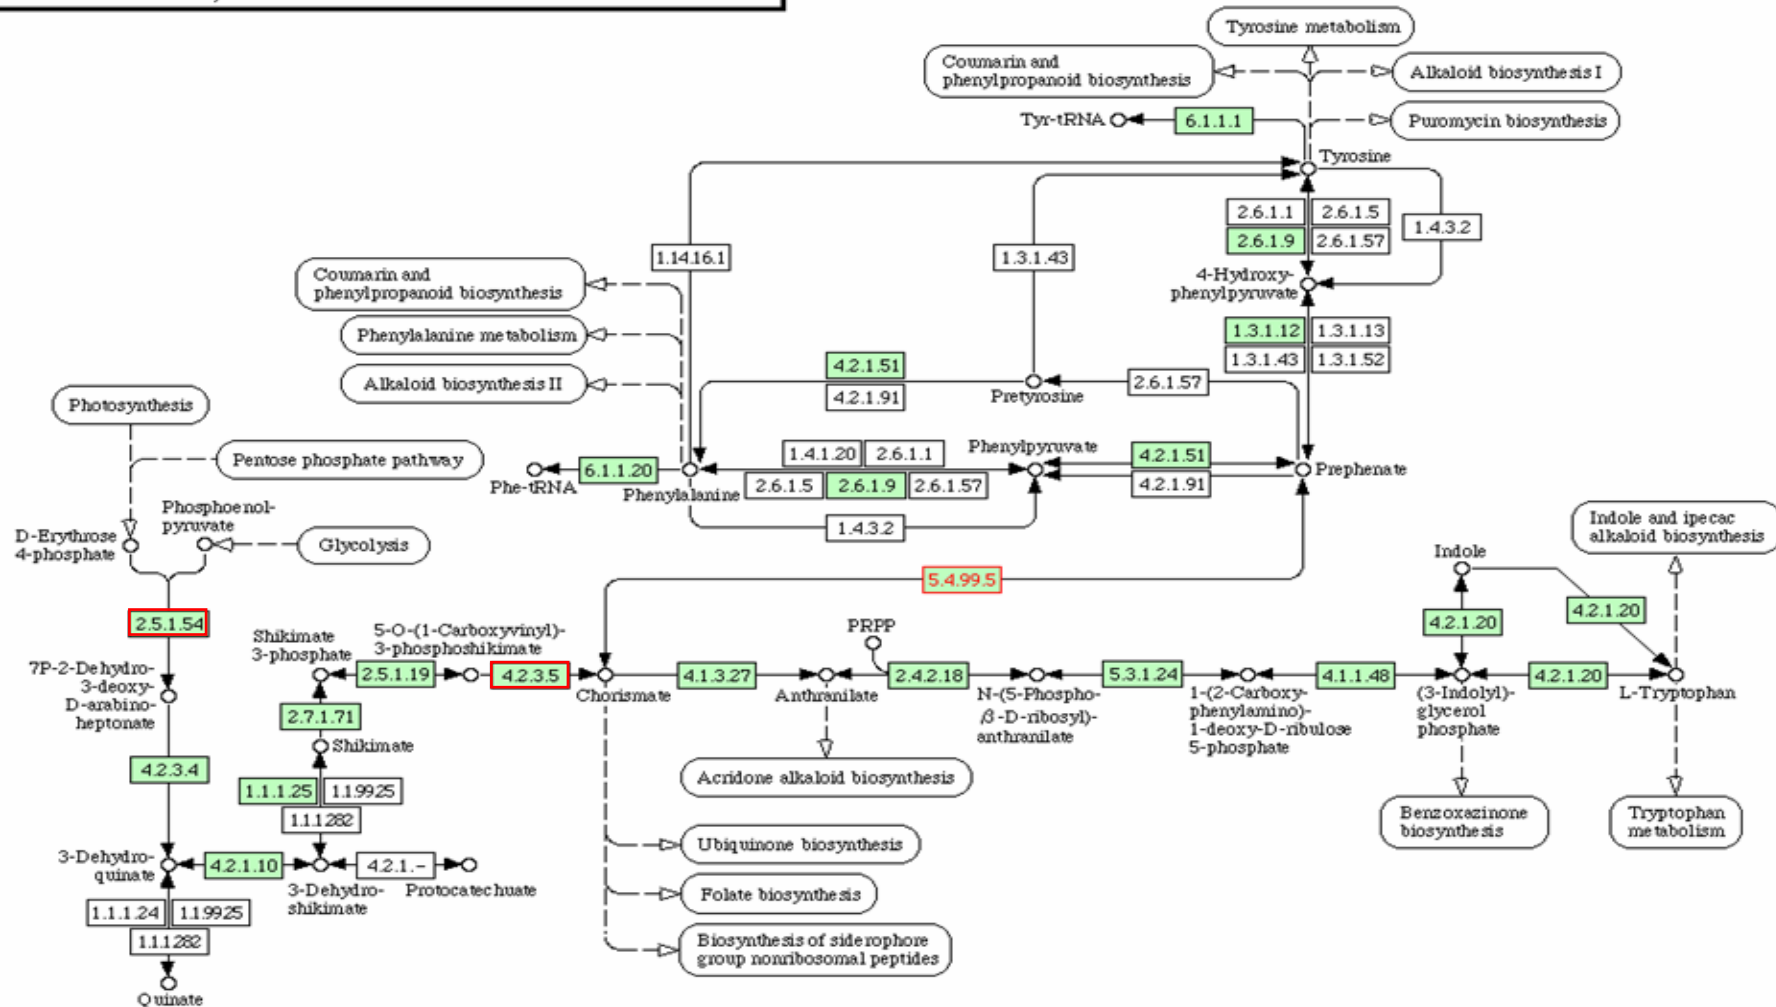 Tyrosine metabolism
Coumarin and
phenylpropanoid biosynthesis
Alkaloid biosynthesis I
Tyr-tRNA
6.1.1.1
Puromycin biosynthesis
Tyrosine
2.6.1.1
2.6.1.5
2.6.1.9
2.6.1.57
1.4.3.2
1.14.16.1
1.3.1.43
4-Hydroxy-
phenylpyruvate
Coumarin and
phenylpropanoid biosynthesis
Phenylalanine metabolism
Alkaloid biosynthesis II
1.3.1.12
1.3.1.13
1.3.1.43
1.3.1.52
4.2.1.51
4.2.1.91
Pretyrosine
2.6.1.57
Photosynthesis
Pentose phosphate pathway
Phe-tRNA
6.1.1.20
Phenylalanine
1.4.1.20
2.6.1.1
2.6.1.5
2.6.1.9
2.6.1.57
1.4.3.2
Phenylpyruvate
4.2.1.51
4.2.1.91
Prephenate
D-Erythrose
4-phosphate
Phosphoenol-
pyruvate
Glycolysis
5.4.99.5
Indole and ipecac
alkaloid biosynthesis
Indole
4.2.1.20
4.2.1.20
2.5.1.54
7P-2-Dehydro-
3-deoxy-
D-arabino-
heptonate
Shikimate
3-phosphate
2.5.1.19
5-O-(1-Carboxyvinyl)-
3-phosphoshikimate
4.2.3.5
Chorismate
4.1.3.27
Anthranilate
PRPP
2.4.2.18
N-(5-Phospho-
β-D-ribosyl)-
anthranilate
5.3.1.24
1-(2-Carboxy-
phenylamino)-
1-deoxy-D-ribulose
5-phosphate
4.1.1.48
(3-Indolyl)-
glycerol
phosphate
4.2.1.20
L-Tryptophan
2.7.1.71
Shikimate
4.2.3.4
1.1.1.25
1.1.99.25
1.1.1.282
3-Dehydro-
quinate
4.2.1.10
3-Dehydro-
shikimate
4.2.1.-
Protocatechuate
1.1.1.24
1.1.99.25
1.1.1.282
Quinate
Acridone alkaloid biosynthesis
Ubiquinone biosynthesis
Folate biosynthesis
Biosynthesis of siderophore
group nonribosomal peptides
Benzoxazinone
biosynthesis
Tryptophan
metabolism